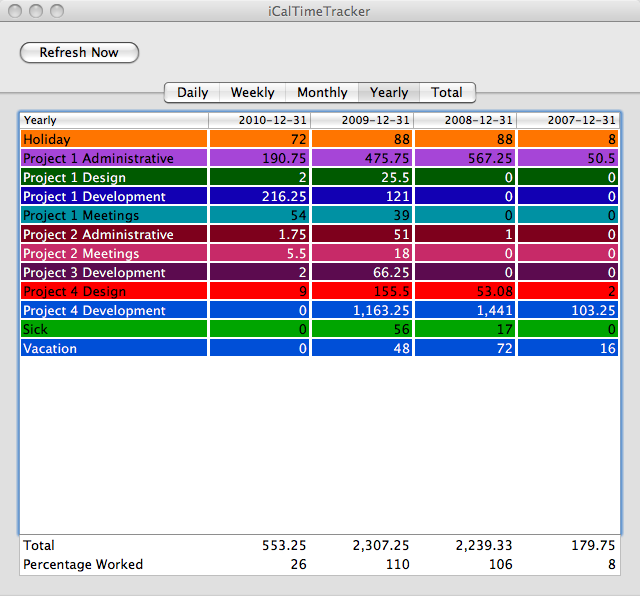 iCalTimeTracker
Refresh Now
Daily Weekly Monthly Yearly Total
Yearly 2010-12-31 2009-12-31 2008-12-31 2007-12-31
Holiday 72 88 88 8
Project 1 Administrative 190.75 475.75 567.25 50.5
Project 1 Design 2 25.5 0 0
Project 1 Development 216.25 121 0 0
Project 1 Meetings 54 39 0 0
Project 2 Administrative 1.75 51 1 0
Project 2 Meetings 5.5 18 0 0
Project 3 Development 2 66.25 0 0
Project 4 Design 9 155.5 53.08 2
Project 4 Development 0 1,163.25 1,441 103.25
Sick 0 56 17 0
Vacation 0 48 72 16
Total 553.25 2,307.25 2,239.33 179.75
Percentage Worked 26 110 106 8